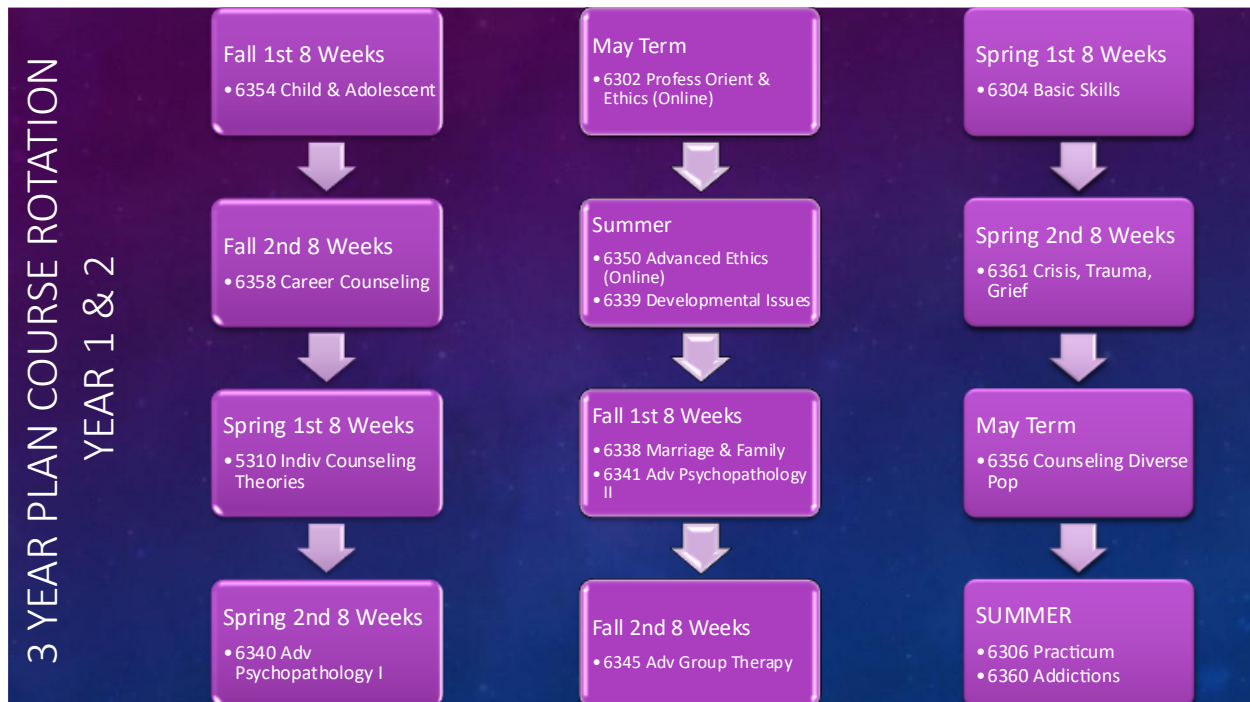 3 YEAR PLAN COURSE ROTATION
YEAR 1 & 2
Fall 1st 8 Weeks
• 6354 Child & Adolescent
Fall 2nd 8 Weeks
• 6358 Career Counseling
Spring 1st 8 Weeks
• 5310 Indiv Counseling
Theories
Spring 2nd 8 Weeks
• 6340 Adv
Psychopathology I
May Term
• 6302 Profess Orient &
Ethics (Online)
Summer
• 6350 Advanced Ethics
(Online)
• 6339 Developmental Issues
Fall 1st 8 Weeks
• 6338 Marriage & Family
• 6341 Adv Psychopathology
II
Fall 2nd 8 Weeks
• 6345 Adv Group Therapy
Spring 1st 8 Weeks
• 6304 Basic Skills
Spring 2nd 8 Weeks
• 6361 Crisis, Trauma,
Grief
May Term
• 6356 Counseling Diverse
Pop
SUMMER
• 6306 Practicum
• 6360 Addictions